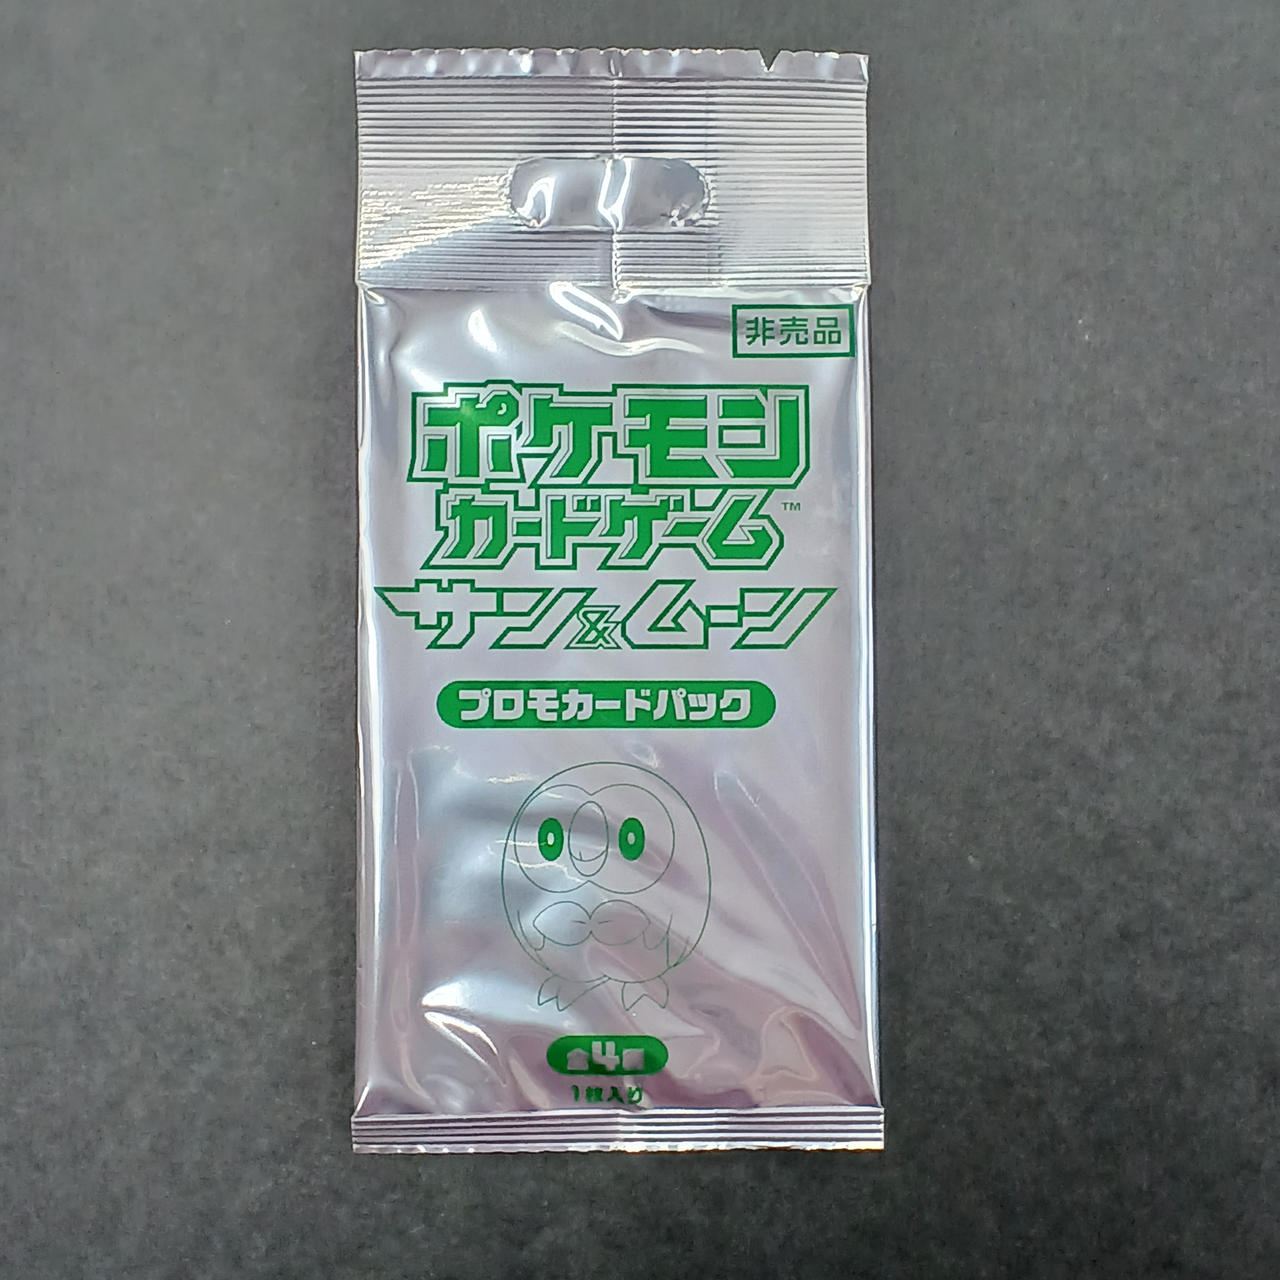 非売品
ポケモン
カードゲーム™
サン&ムーン
プロモカードパック
全4種
1枚入り